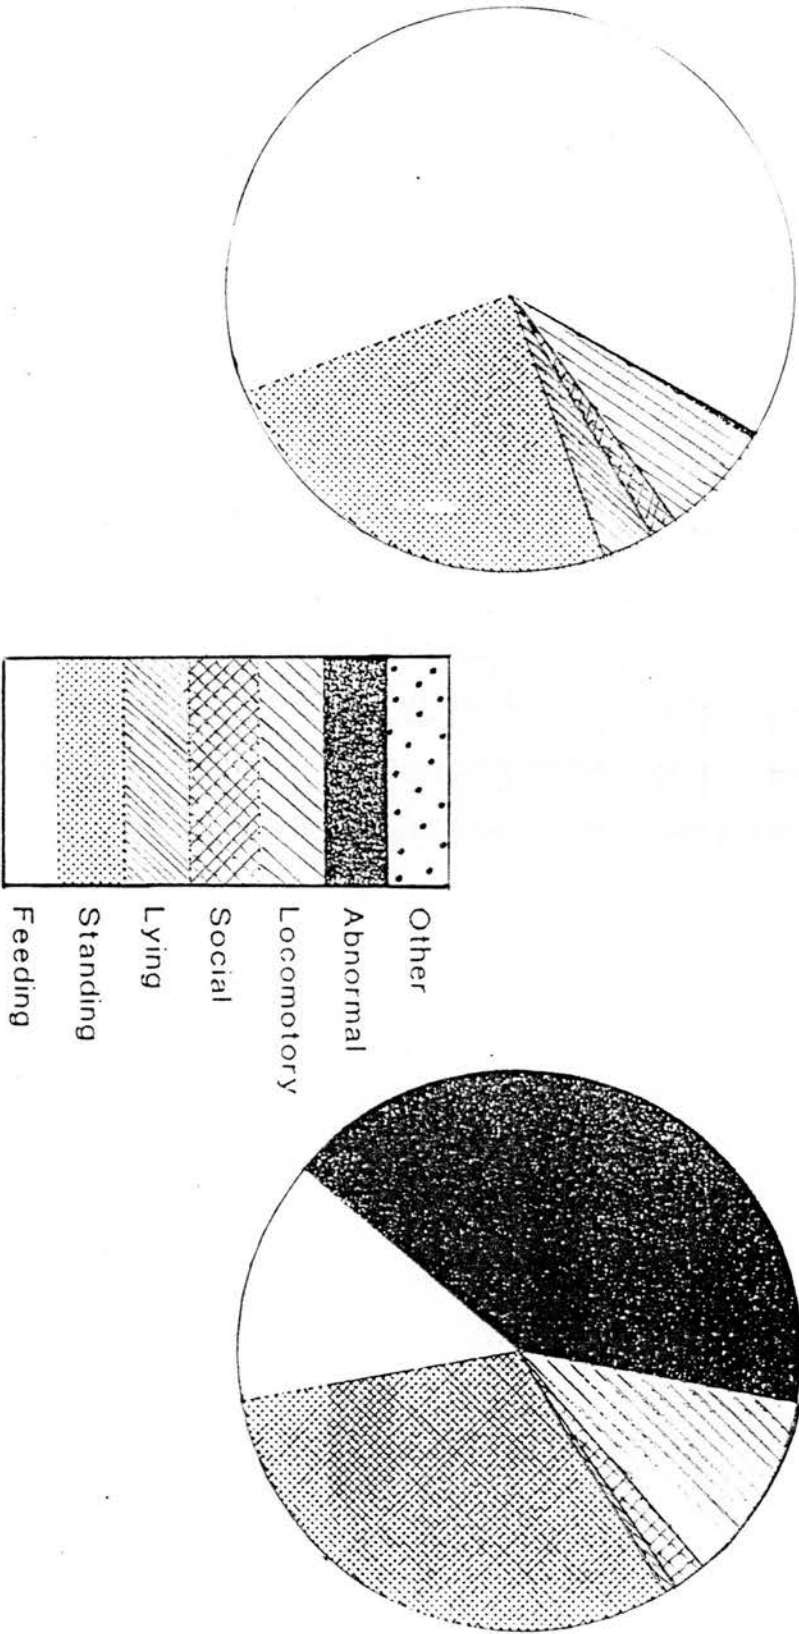 Other
Abnormal
Locomotory
Social
Lying
Standing
Feeding